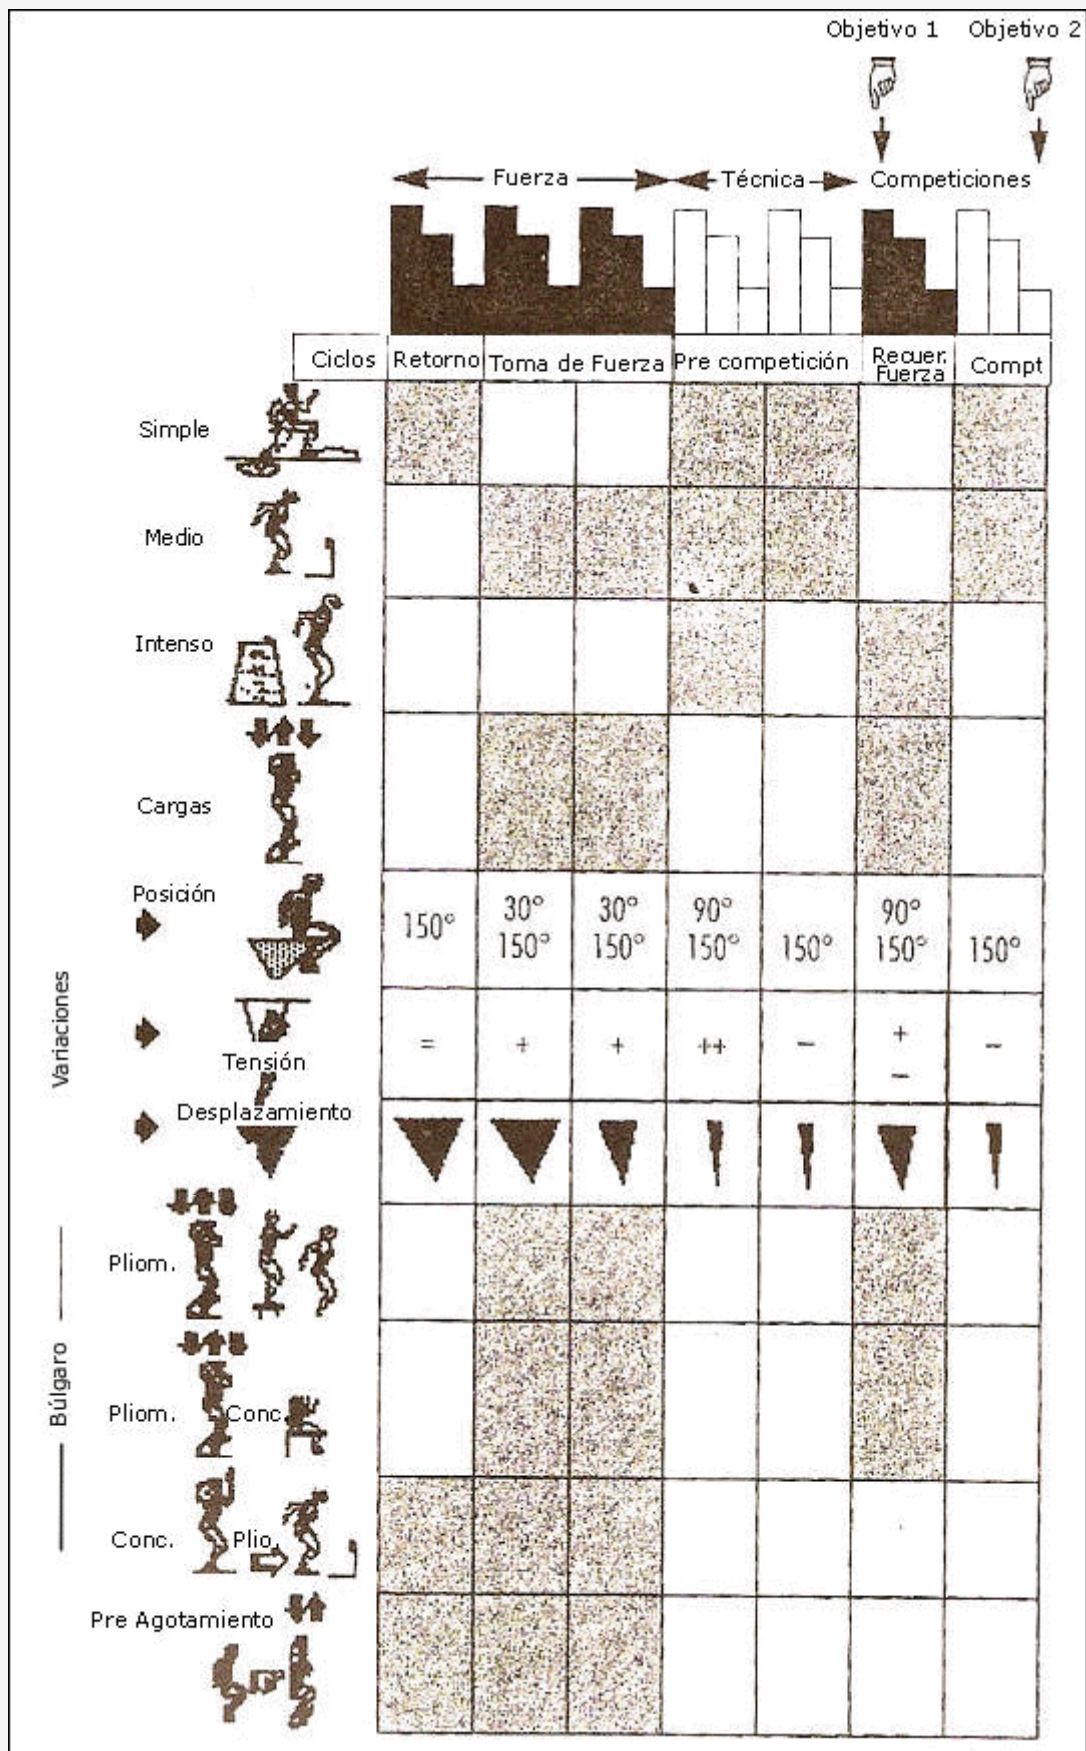 Objetivo 1 Objetivo 2
Fuerza Técnica Competiciones
Ciclos Retorno Toma de Fuerza Pre competición Recuer. Fuerza Compt
Simple
Medio
Intenso
Cargas
Posición
150° 30° 150° 30° 150° 90° 150° 150° 90° 150° 150°
Variaciones
Tensión
= + + ++ − + − −
Desplazamiento
Pliom.
Búlgaro
Pliom. Conc.
Conc. Plio.
Pre Agotamiento